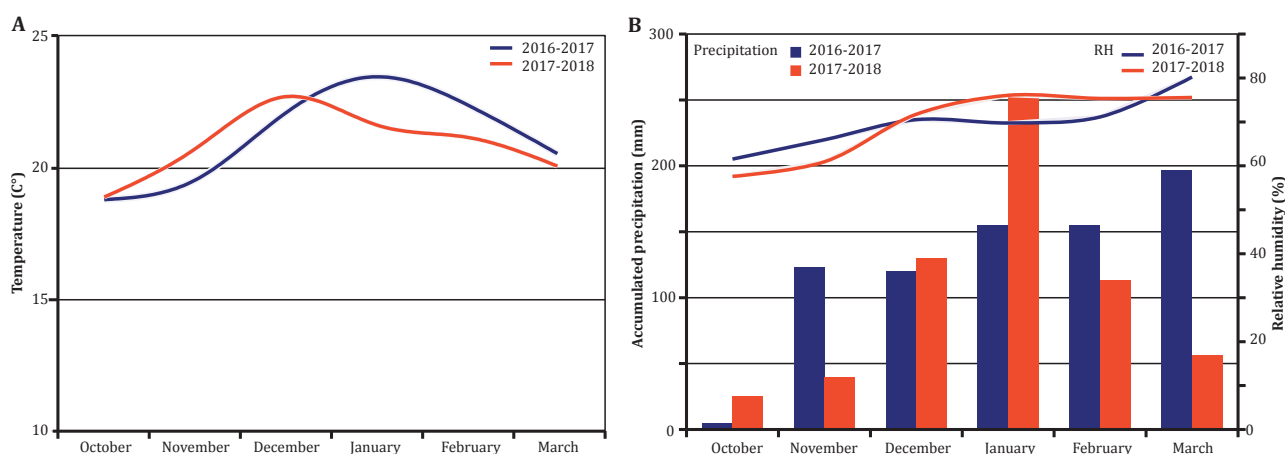 A
25
20
15
10
Temperature (C°)
2016-2017
2017-2018
October
November
December
January
February
March
B
300
200
100
0
Accumulated precipitation (mm)
Precipitation
2016-2017
2017-2018
RH
2016-2017
2017-2018
80
60
40
20
0
Relative humidity (%)
October
November
December
January
February
March